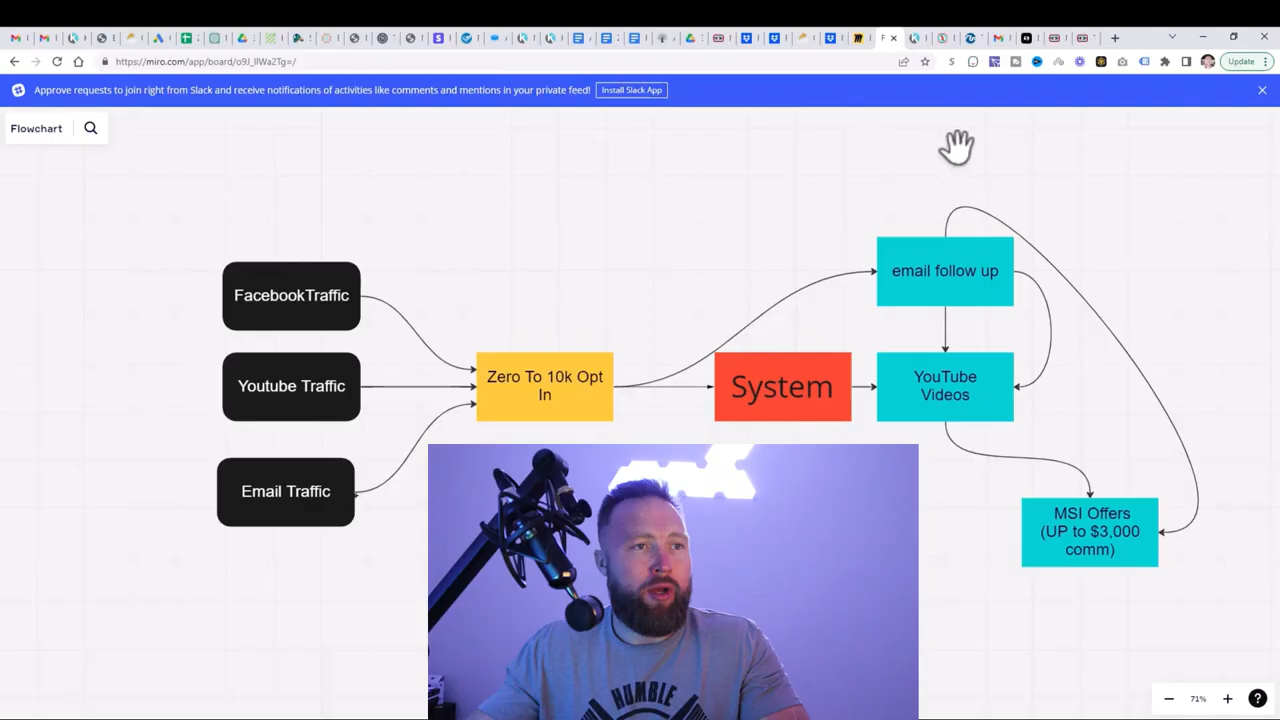 F
https://miro.com/app/board/o9J_lIWa2Tg=/
Update
Approve requests to join right from Slack and receive notifications of activities like comments and mentions in your private feed!
Install Slack App
Flowchart
FacebookTraffic
Youtube Traffic
Email Traffic
Zero To 10k Opt
In
System
email follow up
YouTube
Videos
MSI Offers
(UP to $3,000
comm)
HUMBLE
71%